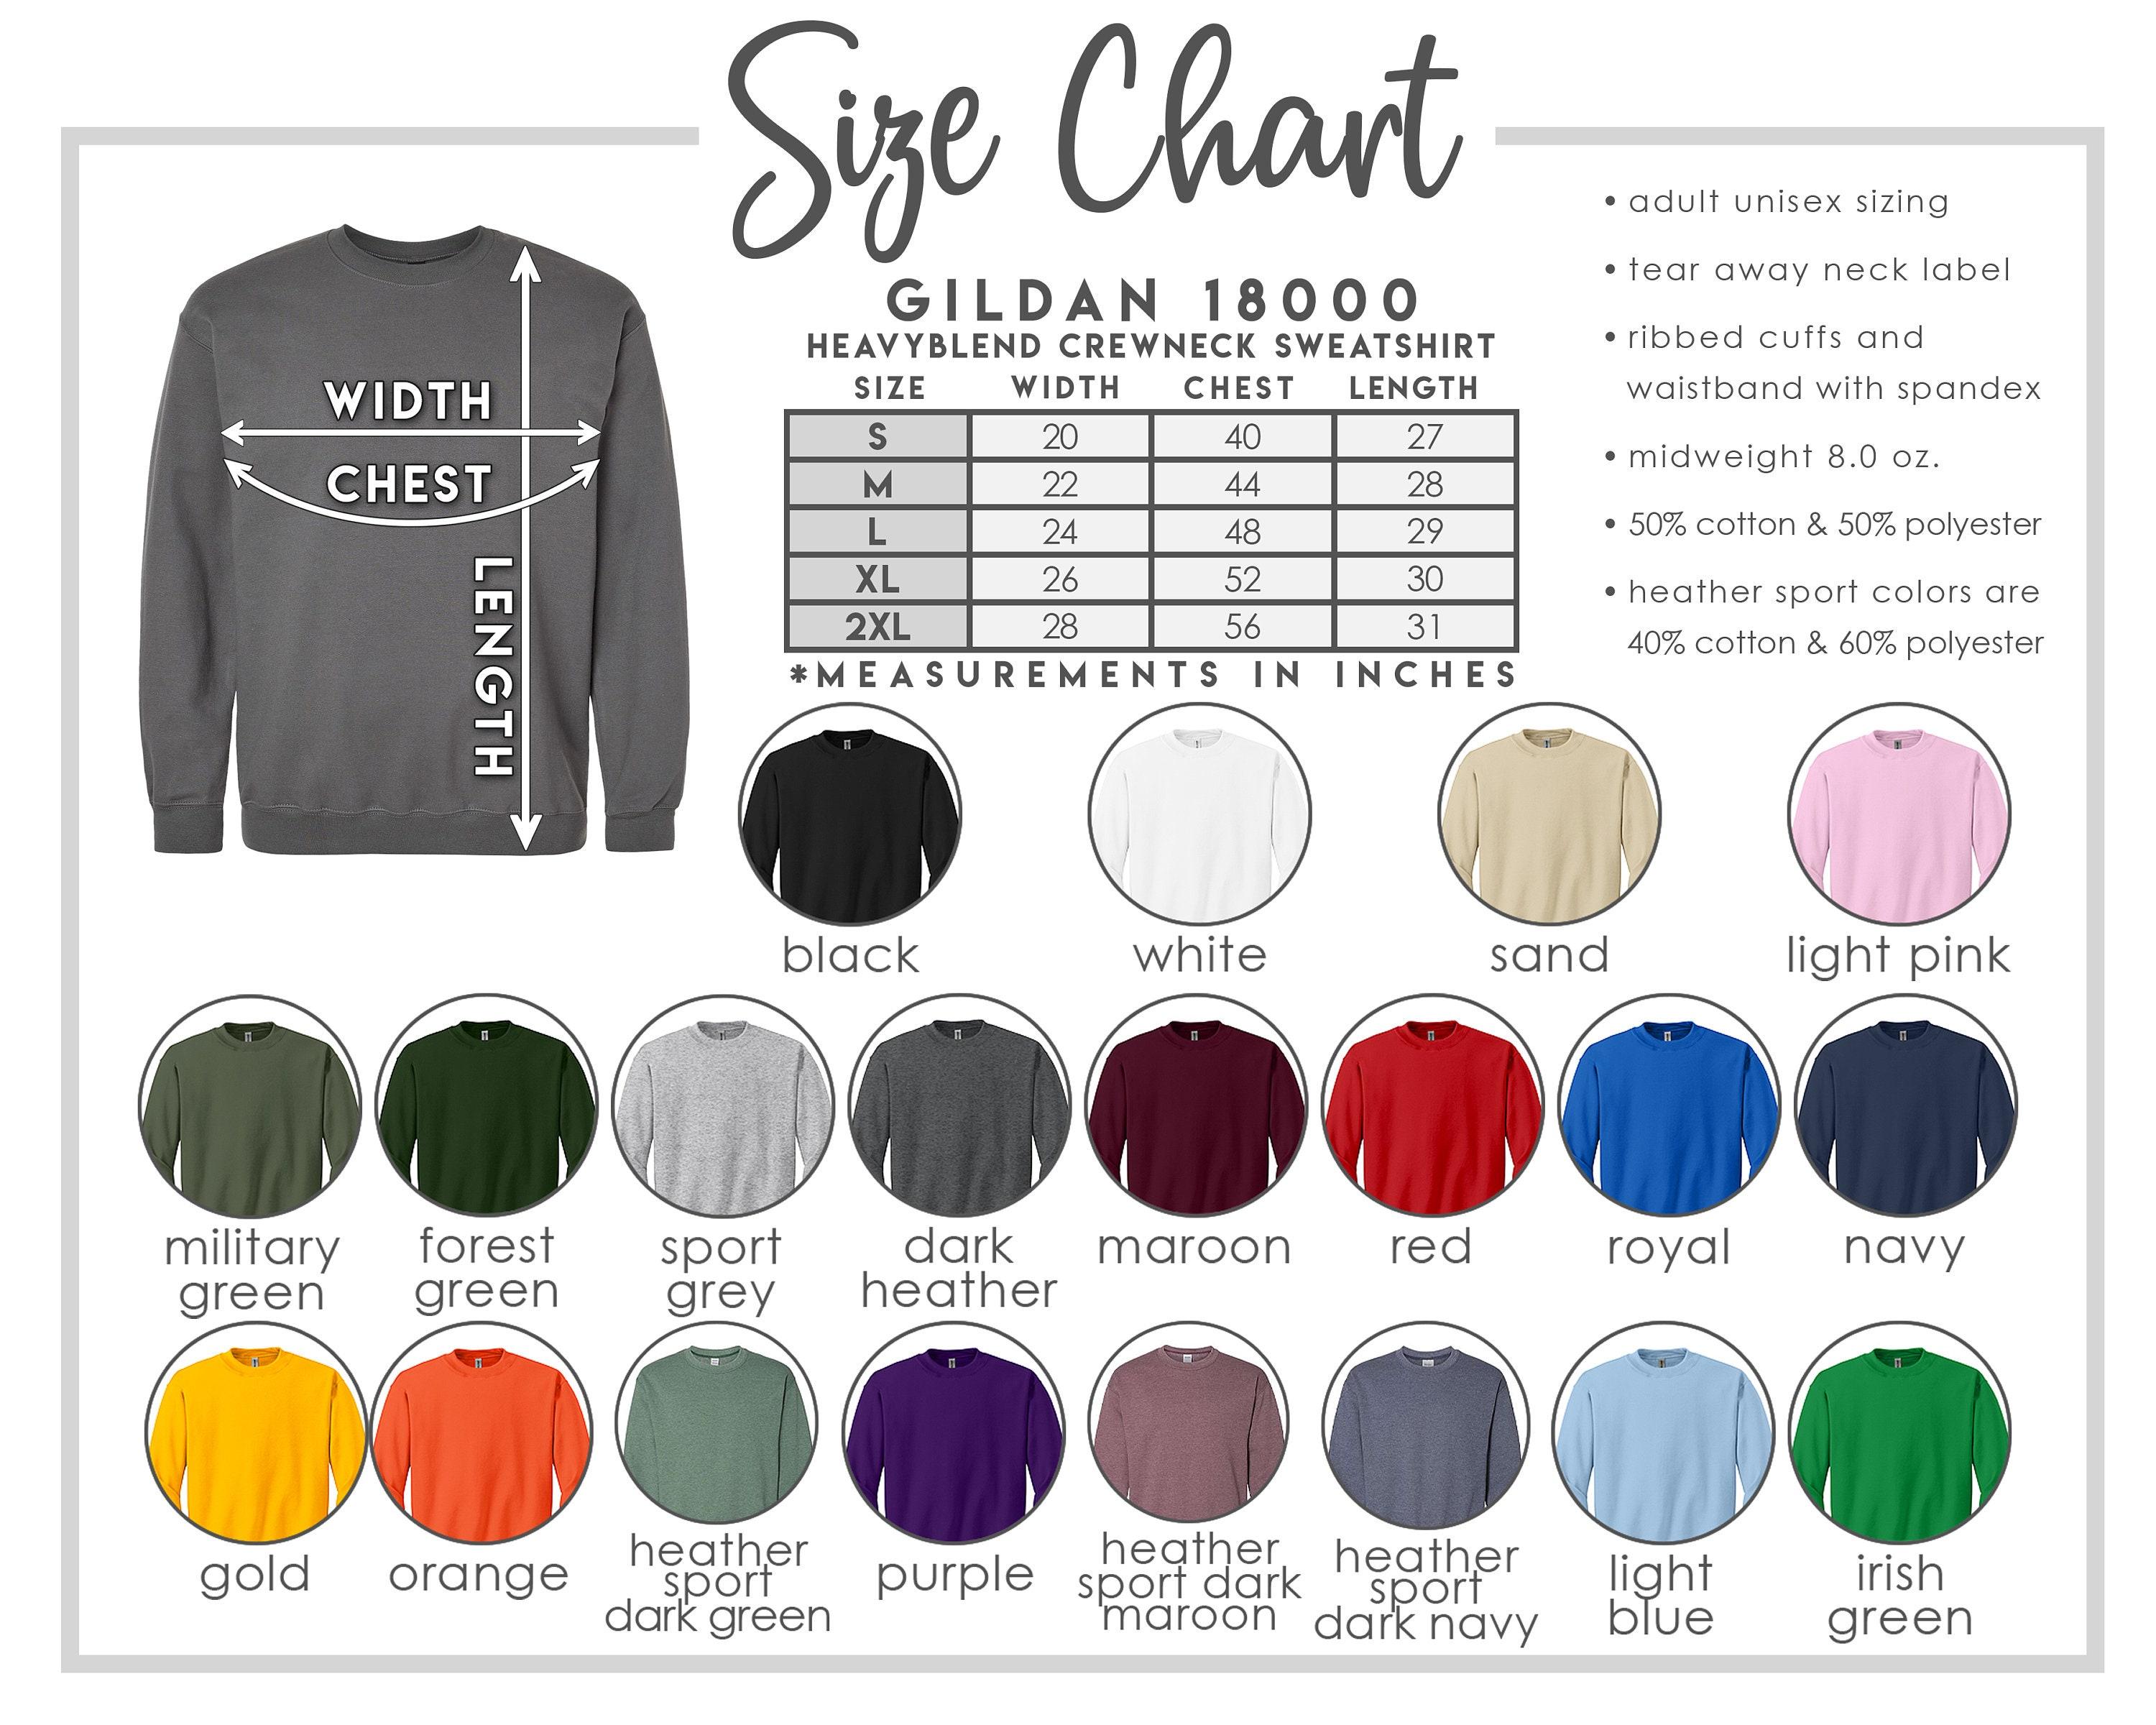 Size Chart
GILDAN 18000
HEAVYBLEND CREWNECK SWEATSHIRT
SIZE WIDTH CHEST LENGTH
S 20 40 27
M 22 44 28
L 24 48 29
XL 26 52 30
2XL 28 56 31
*MEASUREMENTS IN INCHES
WIDTH
CHEST
LENGTH
• adult unisex sizing
• tear away neck label
• ribbed cuffs and
waistband with spandex
• midweight 8.0 oz.
• 50% cotton & 50% polyester
• heather sport colors are
40% cotton & 60% polyester
black
white
sand
light pink
military
green
forest
green
sport
grey
dark
heather
maroon
red
royal
navy
gold
orange
heather
sport
dark green
purple
heather
sport dark
maroon
heather
sport
dark navy
light
blue
irish
green